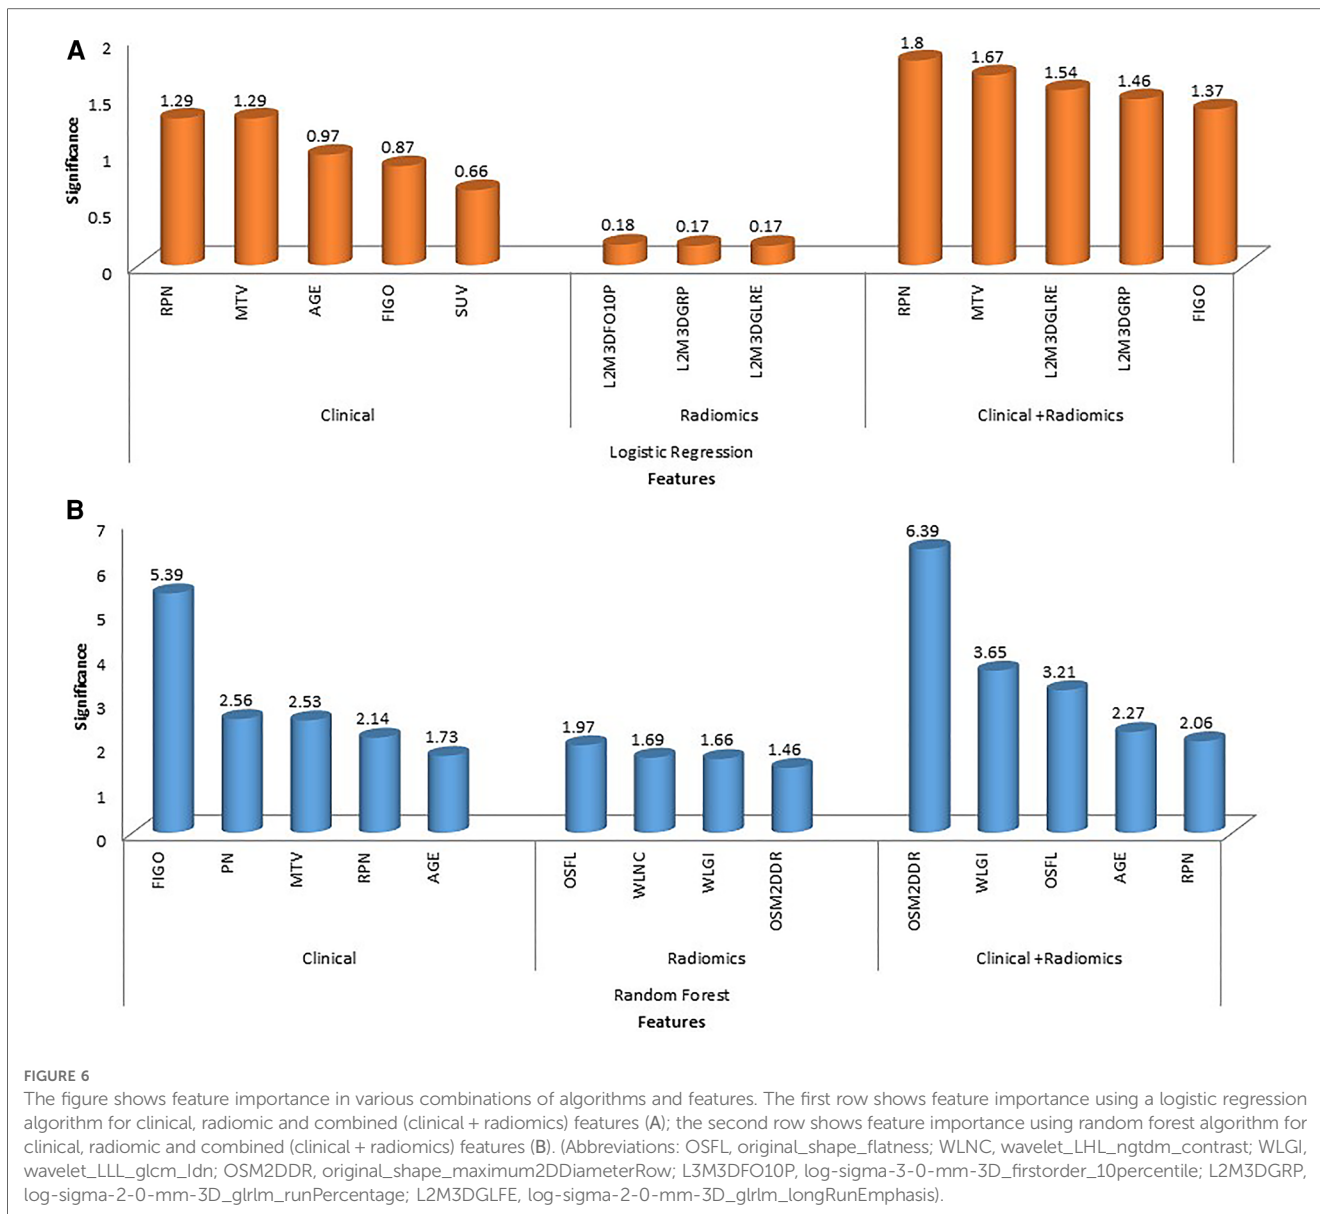 A
2
1.5
1
0.5
0
Significance
1.29
1.29
0.97
0.87
0.66
0.18
0.17
0.17
1.8
1.67
1.54
1.46
1.37
RPN
MTV
AGE
FIGO
SUV
L2M3DFO10P
L2M3DGRP
L2M3DGLRE
RPN
MTV
L2M3DGLRE
L2M3DGRP
FIGO
Clinical
Radiomics
Clinical +Radiomics
Logistic Regression
Features
B
7
6
5
4
3
2
1
0
Significance
5.39
2.56
2.53
2.14
1.73
1.97
1.69
1.66
1.46
6.39
3.65
3.21
2.27
2.06
FIGO
PN
MTV
RPN
AGE
OSFL
WLNC
WLGI
OSM2DDR
OSM2DDR
WLGI
OSFL
AGE
RPN
Clinical
Radiomics
Clinical +Radiomics
Random Forest
Features
FIGURE 6
The figure shows feature importance in various combinations of algorithms and features. The first row shows feature importance using a logistic regression
algorithm for clinical, radiomic and combined (clinical + radiomics) features (A); the second row shows feature importance using random forest algorithm for
clinical, radiomic and combined (clinical + radiomics) features (B). (Abbreviations: OSFL, original_shape_flatness; WLNC, wavelet_LHL_ngtdm_contrast; WLGI,
wavelet_LLL_glcm_Idn; OSM2DDR, original_shape_maximum2DDiameterRow; L3M3DFO10P, log-sigma-3-0-mm-3D_firstorder_10percentile; L2M3DGRP,
log-sigma-2-0-mm-3D_glrlm_runPercentage; L2M3DGLFE, log-sigma-2-0-mm-3D_glrlm_longRunEmphasis).